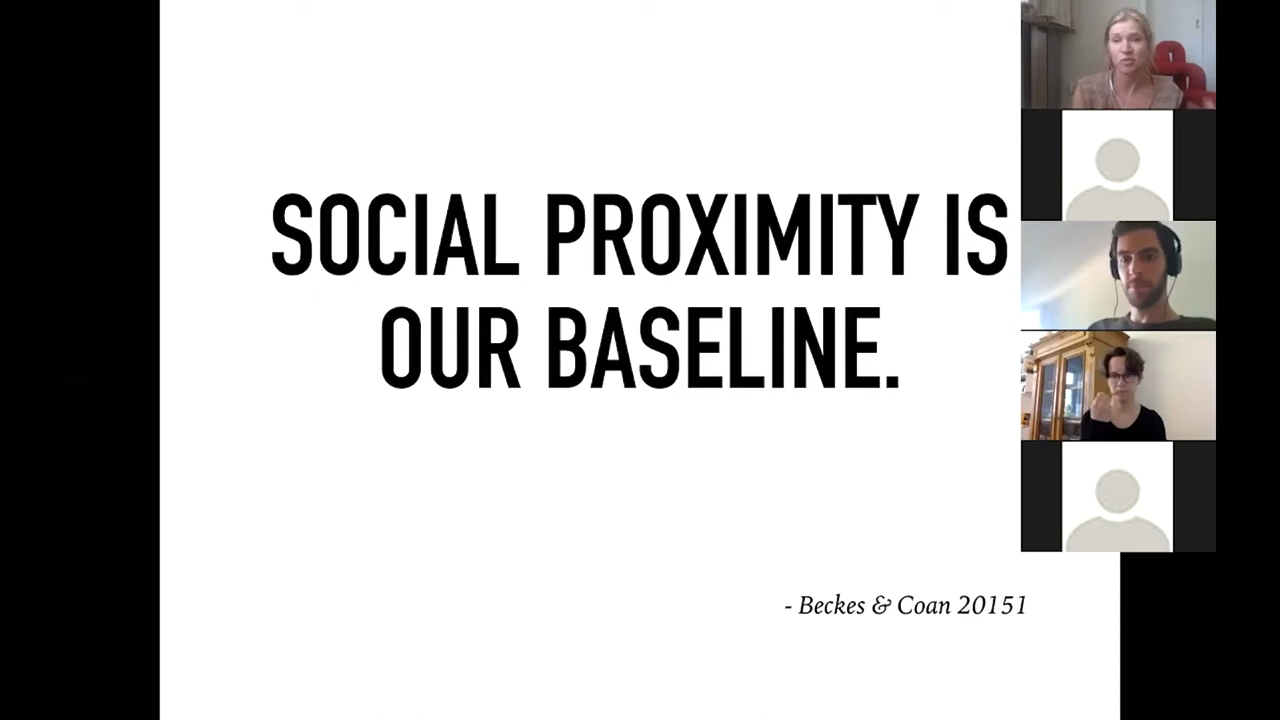 SOCIAL PROXIMITY IS
OUR BASELINE.
- Beckes & Coan 20151